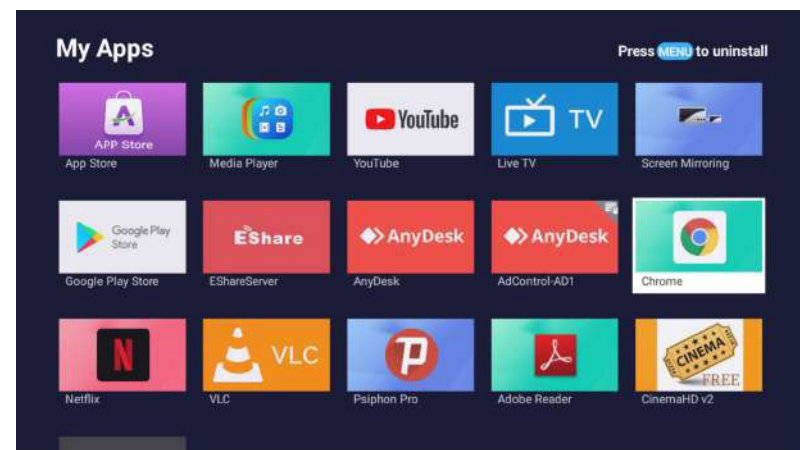 My Apps
Press MENU to uninstall
APP Store
App Store
Media Player
YouTube
YouTube
TV
Live TV
Screen Mirroring
Google Play
Store
Google Play Store
EShare
EShareServer
AnyDesk
AnyDesk
AnyDesk
AdControl-AD1
Chrome
N
Netflix
VLC
VLC
P
Psiphon Pro
Adobe Reader
CINEMA
FREE
CinemaHD v2